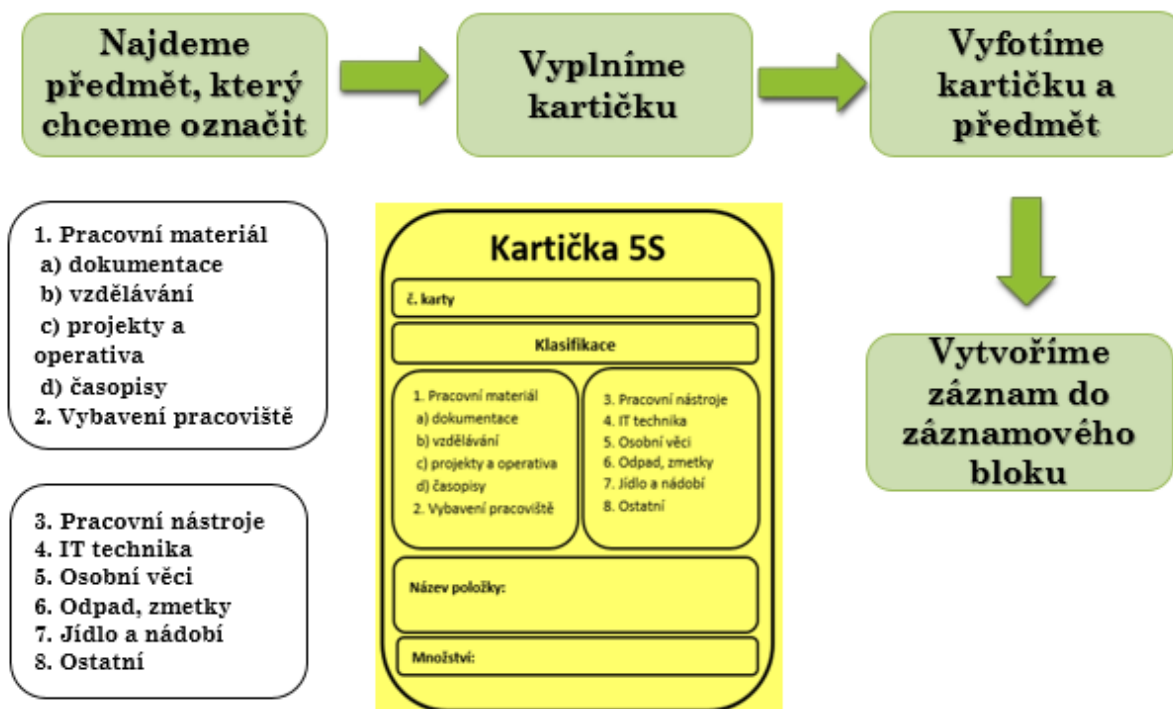 Najdeme
předmět, který
chceme označit
Vyplníme
kartičku
Vyfotíme
kartičku a
předmět
Vytvoříme
záznam do
záznamového
bloku
1. Pracovní materiál
a) dokumentace
b) vzdělávání
c) projekty a
operativa
d) časopisy
2. Vybavení pracoviště
3. Pracovní nástroje
4. IT technika
5. Osobní věci
6. Odpad, zmetky
7. Jídlo a nádobí
8. Ostatní
Kartička 5S
č. karty
Klasifikace
1. Pracovní materiál
a) dokumentace
b) vzdělávání
c) projekty a operativa
d) časopisy
2. Vybavení pracoviště
3. Pracovní nástroje
4. IT technika
5. Osobní věci
6. Odpad, zmetky
7. Jídlo a nádobí
8. Ostatní
Název položky:
Množství: